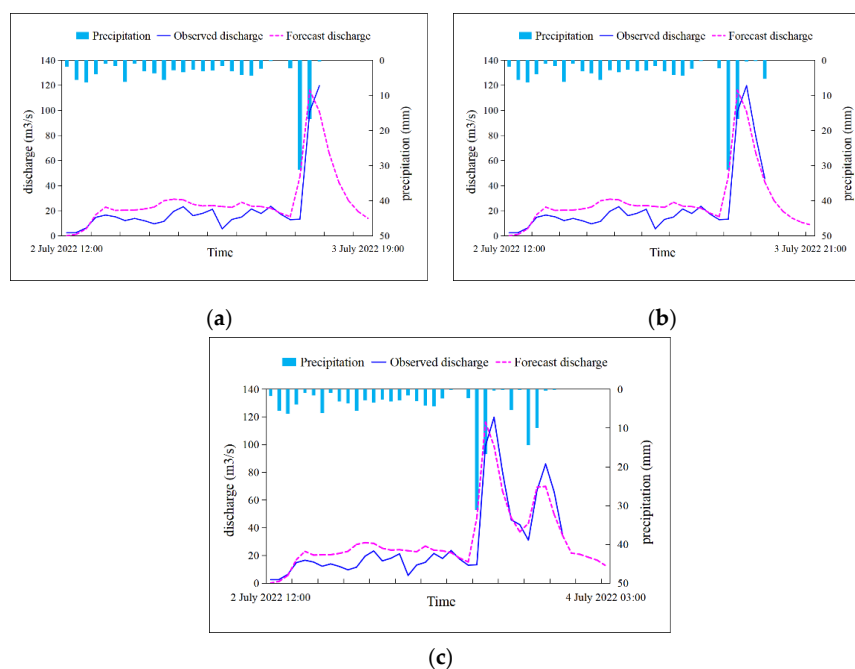 Precipitation Observed discharge Forecast discharge
140 120 100 80 60 40 20 0
discharge (m3/s)
0 10 20 30 40 50
precipitation (mm)
2 July 2022 12:00 Time 3 July 2022 19:00
(a)
Precipitation Observed discharge Forecast discharge
140 120 100 80 60 40 20 0
discharge (m3/s)
0 10 20 30 40 50
precipitation (mm)
2 July 2022 12:00 Time 3 July 2022 21:00
(b)
Precipitation Observed discharge Forecast discharge
140 120 100 80 60 40 20 0
discharge (m3/s)
0 10 20 30 40 50
precipitation (mm)
2 July 2022 12:00 Time 4 July 2022 03:00
(c)